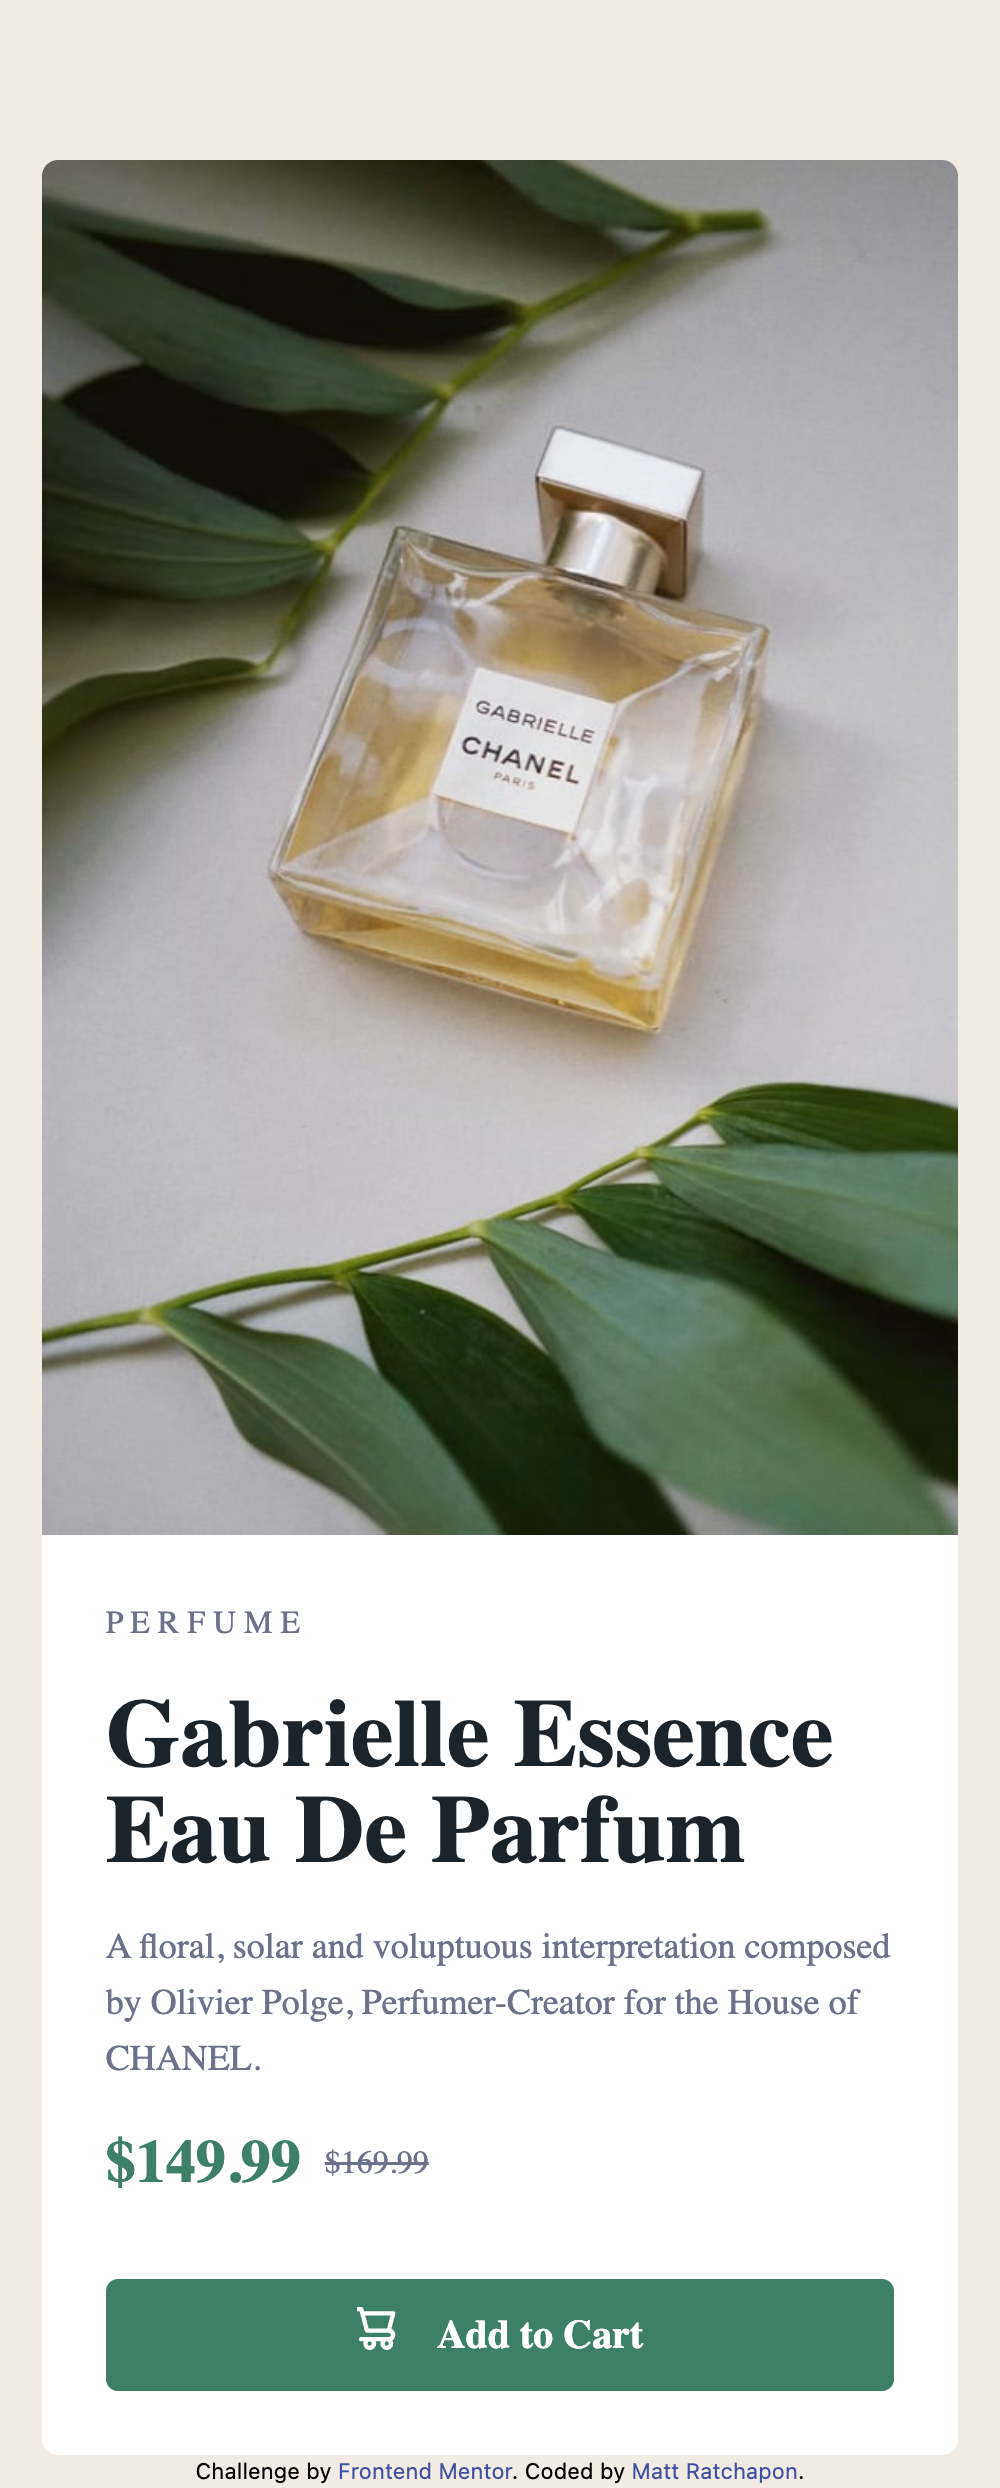 GABRIELLE
CHANEL
PARIS
PERFUME
Gabrielle Essence
Eau De Parfum
A floral, solar and voluptuous interpretation composed
by Olivier Polge, Perfumer-Creator for the House of
CHANEL.
$149.99 $169.99
Add to Cart
Challenge by Frontend Mentor. Coded by Matt Ratchapon.